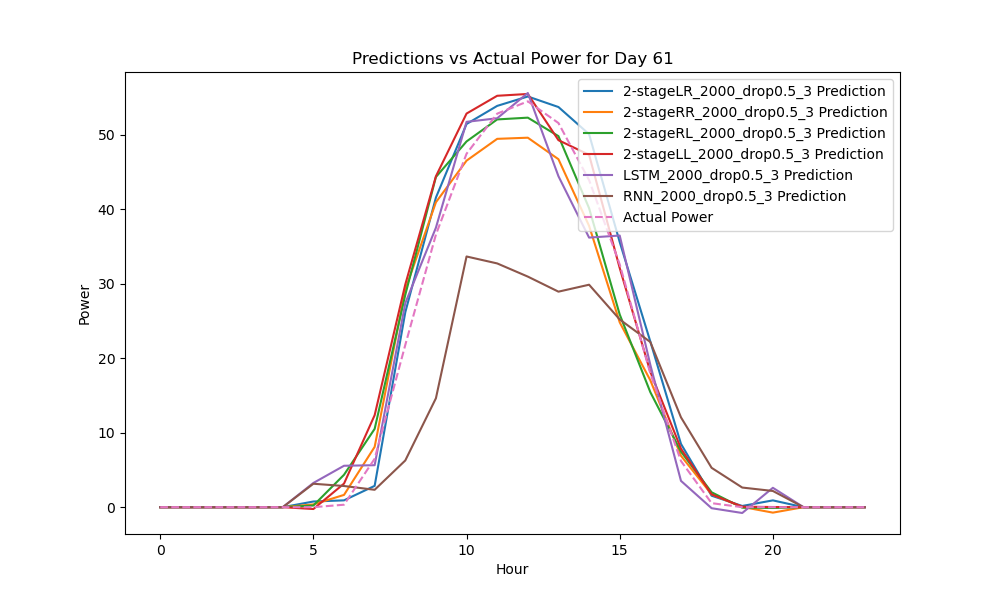 Predictions vs Actual Power for Day 61
2-stageLR_2000_drop0.5_3 Prediction
2-stageRR_2000_drop0.5_3 Prediction
2-stageRL_2000_drop0.5_3 Prediction
2-stageLL_2000_drop0.5_3 Prediction
LSTM_2000_drop0.5_3 Prediction
RNN_2000_drop0.5_3 Prediction
Actual Power
Power
50
40
30
20
10
0
0 5 10 15 20
Hour